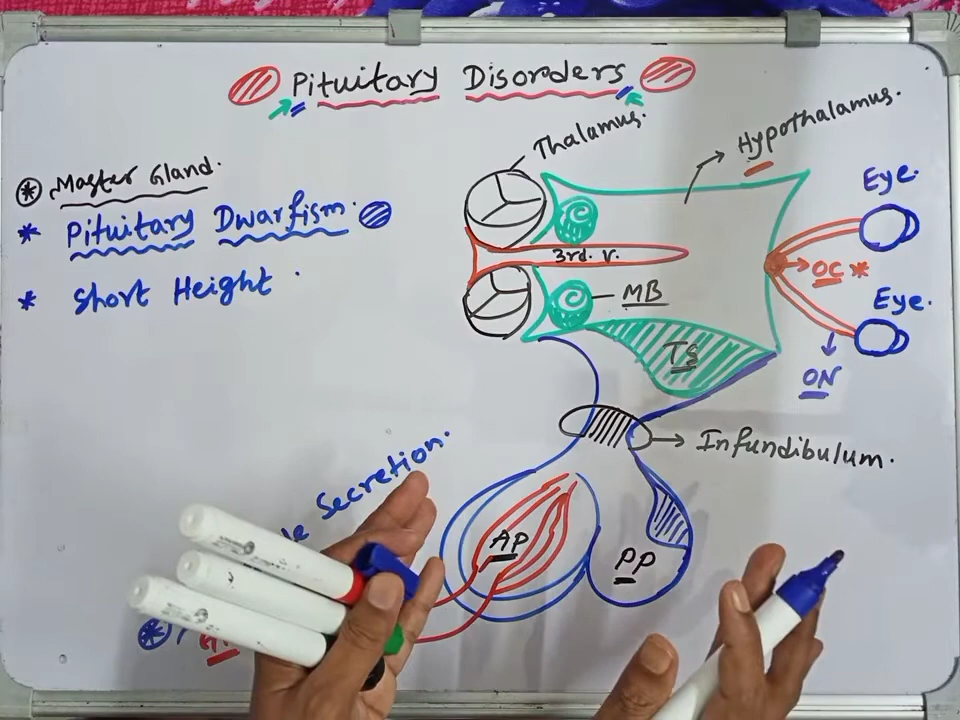 Pituitary Disorders
Master Gland.
* Pituitary Dwarfism.
* Short Height
Thalamus.
Hypothalamus.
Eye.
3rd. V.
OC *
MB
Eye.
TS
ON
Infundibulum.
Secretion.
AP
PP